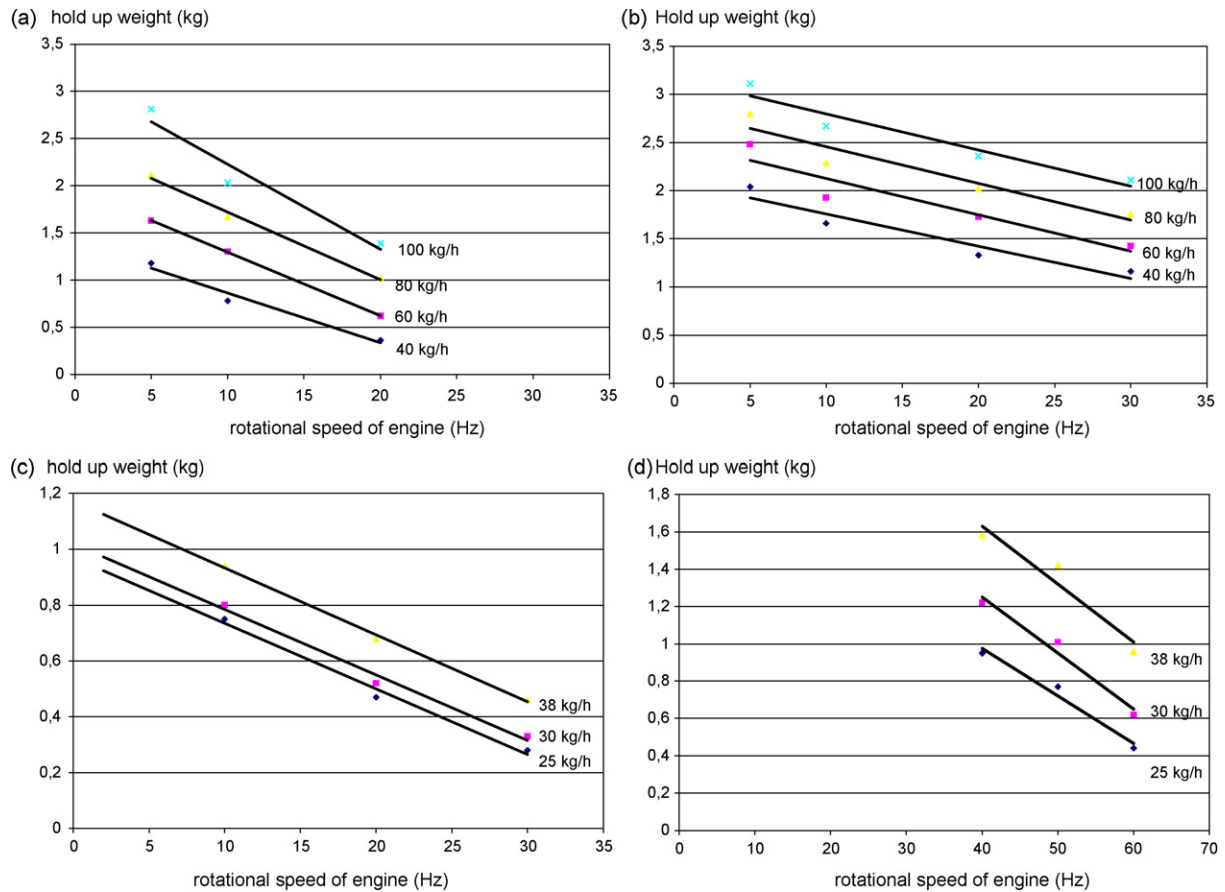 (a) hold up weight (kg)
3,5
3
2,5
2
1,5
1
0,5
0
0 5 10 15 20 25 30 35
100 kg/h
80 kg/h
60 kg/h
40 kg/h
rotational speed of engine (Hz)
(b) Hold up weight (kg)
3,5
3
2,5
2
1,5
1
0,5
0
0 5 10 15 20 25 30 35
100 kg/h
80 kg/h
60 kg/h
40 kg/h
rotational speed of engine (Hz)
(c) hold up weight (kg)
1,2
1
0,8
0,6
0,4
0,2
0
0 5 10 15 20 25 30 35
38 kg/h
30 kg/h
25 kg/h
rotational speed of engine (Hz)
(d) Hold up weight (kg)
1,8
1,6
1,4
1,2
1
0,8
0,6
0,4
0,2
0
0 10 20 30 40 50 60 70
38 kg/h
30 kg/h
25 kg/h
rotational speed of engine (Hz)